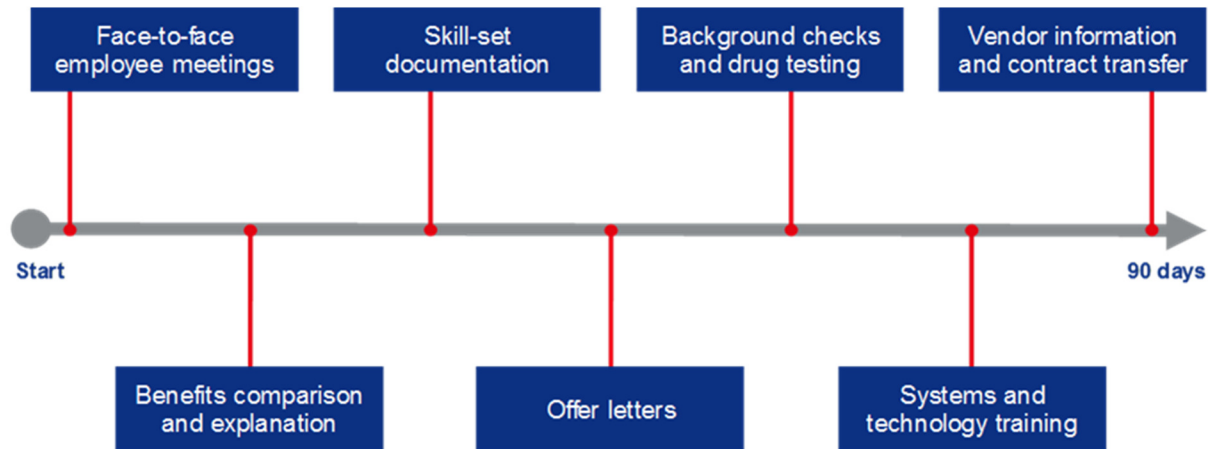 Face-to-face
employee meetings
Skill-set
documentation
Background checks
and drug testing
Vendor information
and contract transfer
Start
90 days
Benefits comparison
and explanation
Offer letters
Systems and
technology training